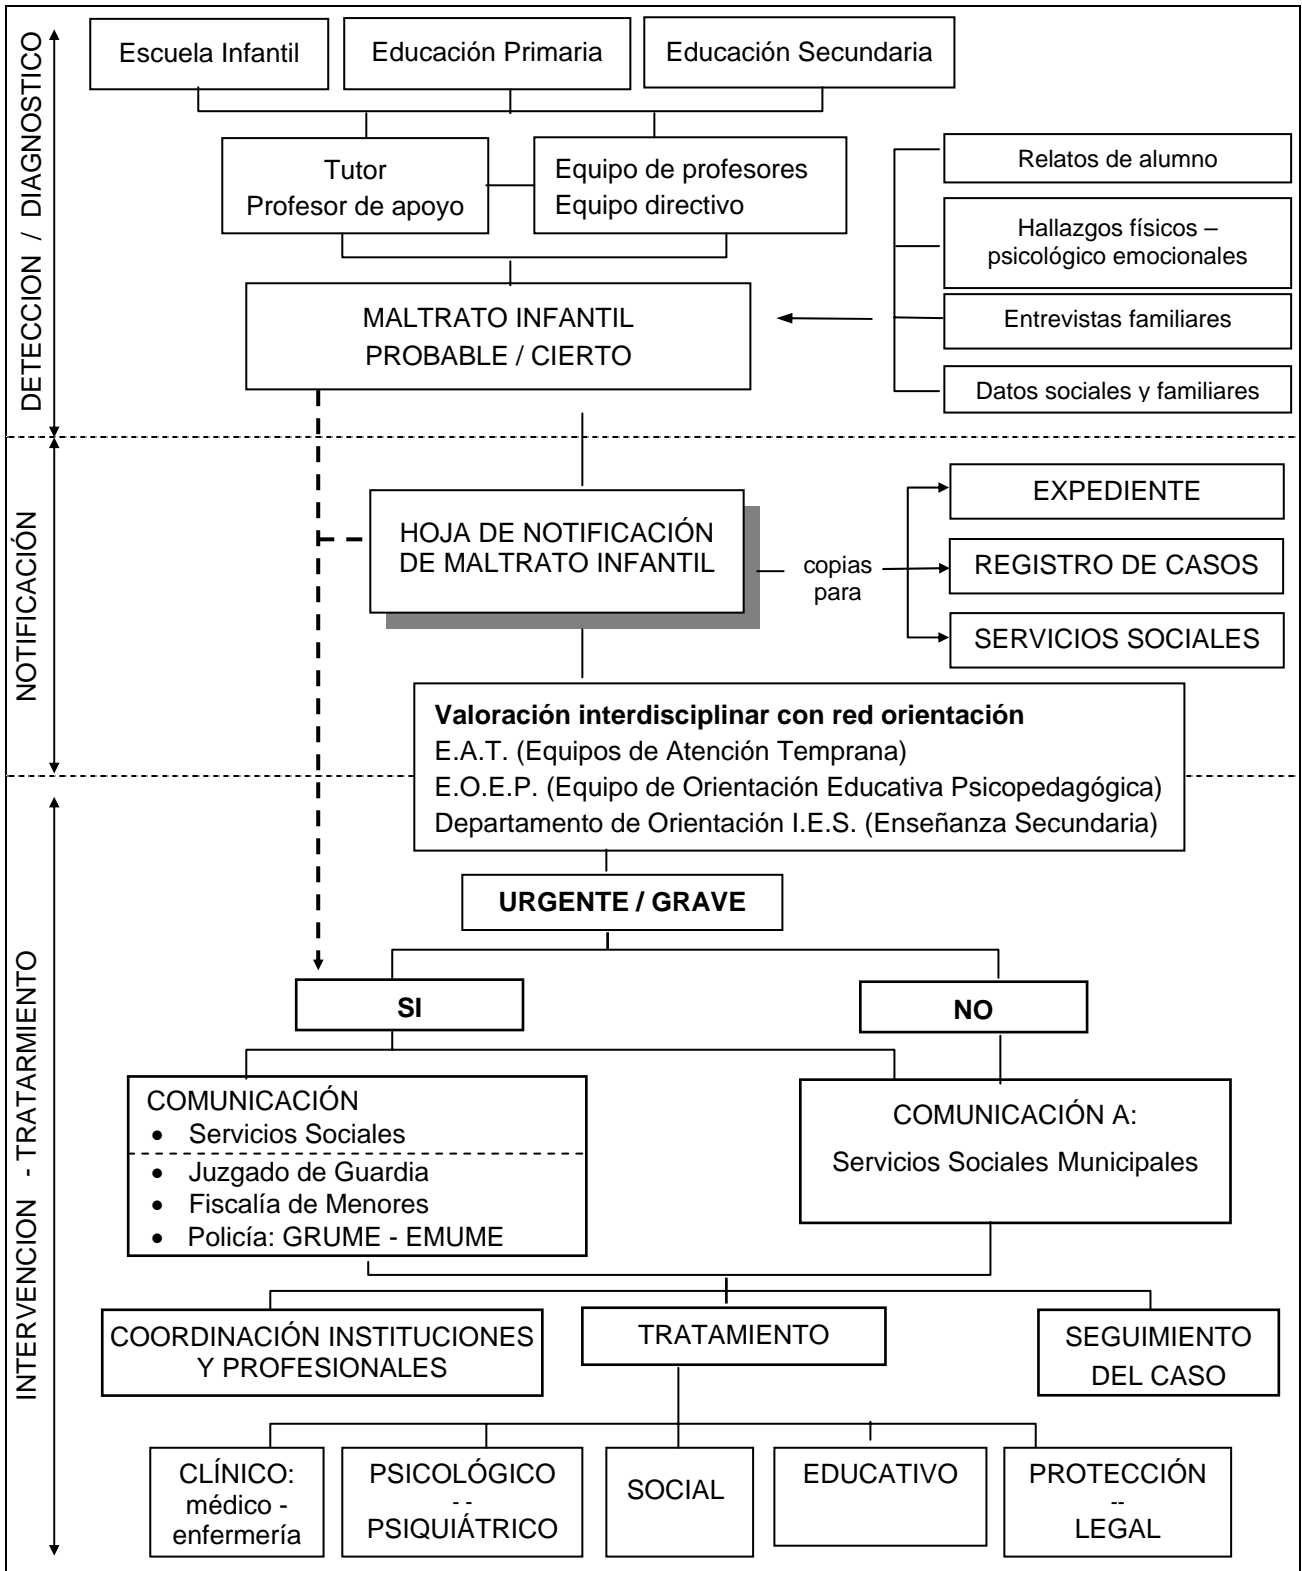 DETECCION / DIAGNOSTICO
Escuela Infantil
Educación Primaria
Educación Secundaria
Tutor
Profesor de apoyo
Equipo de profesores
Equipo directivo
Relatos de alumno
Hallazgos físicos –
psicológico emocionales
Entrevistas familiares
Datos sociales y familiares
MALTRATO INFANTIL
PROBABLE / CIERTO
NOTIFICACIÓN
HOJA DE NOTIFICACIÓN
DE MALTRATO INFANTIL
copias
para
EXPEDIENTE
REGISTRO DE CASOS
SERVICIOS SOCIALES
Valoración interdisciplinar con red orientación
E.A.T. (Equipos de Atención Temprana)
E.O.E.P. (Equipo de Orientación Educativa Psicopedagógica)
Departamento de Orientación I.E.S. (Enseñanza Secundaria)
INTERVENCION - TRATARMIENTO
URGENTE / GRAVE
SI
NO
COMUNICACIÓN
• Servicios Sociales
• Juzgado de Guardia
• Fiscalía de Menores
• Policía: GRUME - EMUME
COMUNICACIÓN A:
Servicios Sociales Municipales
COORDINACIÓN INSTITUCIONES
Y PROFESIONALES
TRATAMIENTO
SEGUIMIENTO
DEL CASO
CLÍNICO:
médico -
enfermería
PSICOLÓGICO
- -
PSIQUIÁTRICO
SOCIAL
EDUCATIVO
PROTECCIÓN
--
LEGAL